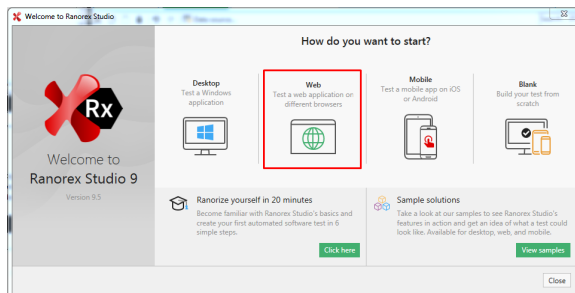 Welcome to Ranorex Studio
How do you want to start?
Desktop
Test a Windows
application
Web
Test a web application on
different browsers
Mobile
Test a mobile app on iOS
or Android
Blank
Build your test from
scratch
Rx
Welcome to
Ranorex Studio 9
Version 9.5
Ranorize yourself in 20 minutes
Become familiar with Ranorex Studio's basics and
create your first automated software test in 6
simple steps.
Click here
Sample solutions
Take a look at our samples to see Ranorex Studio's
features in action and get an idea of what a test could
look like. Available for desktop, web, and mobile.
View samples
Close